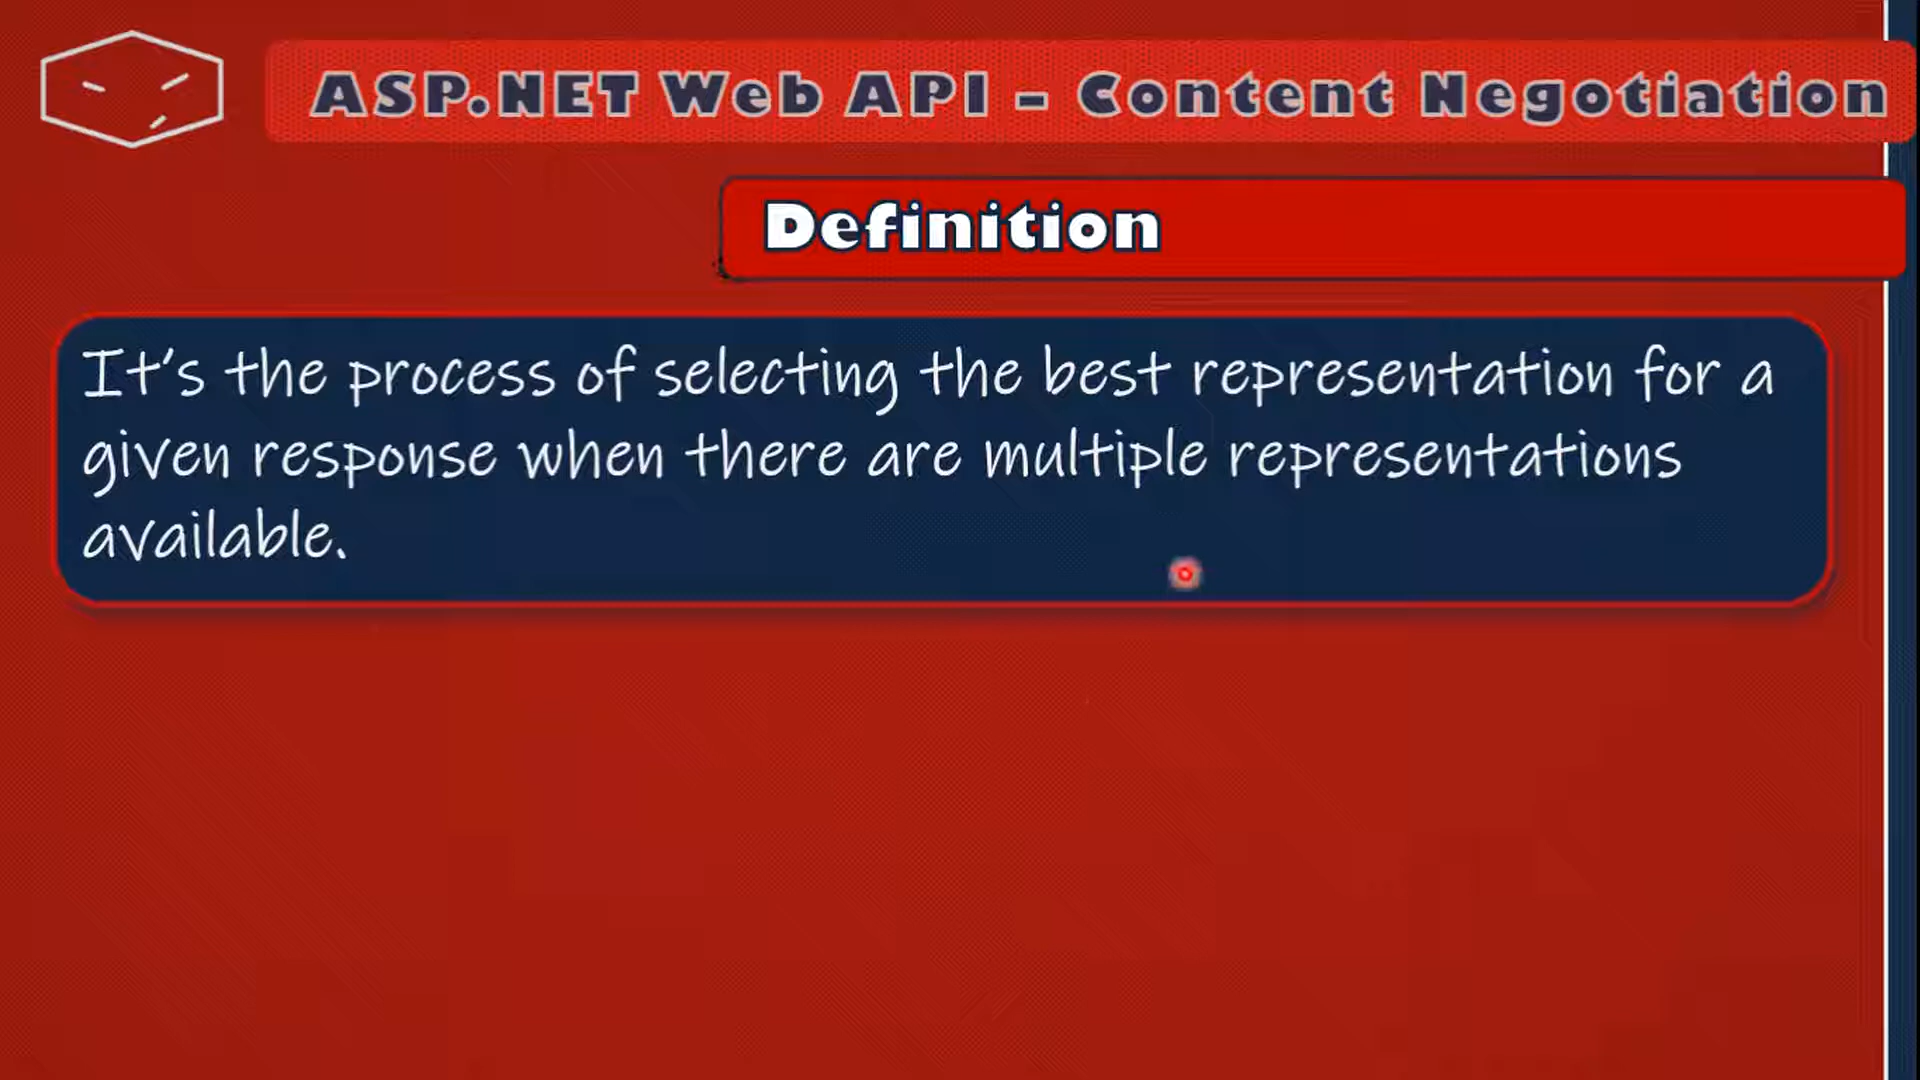 ASP.NET Web API – Content Negotiation
Definition
It's the process of selecting the best representation for a
given response when there are multiple representations
available.